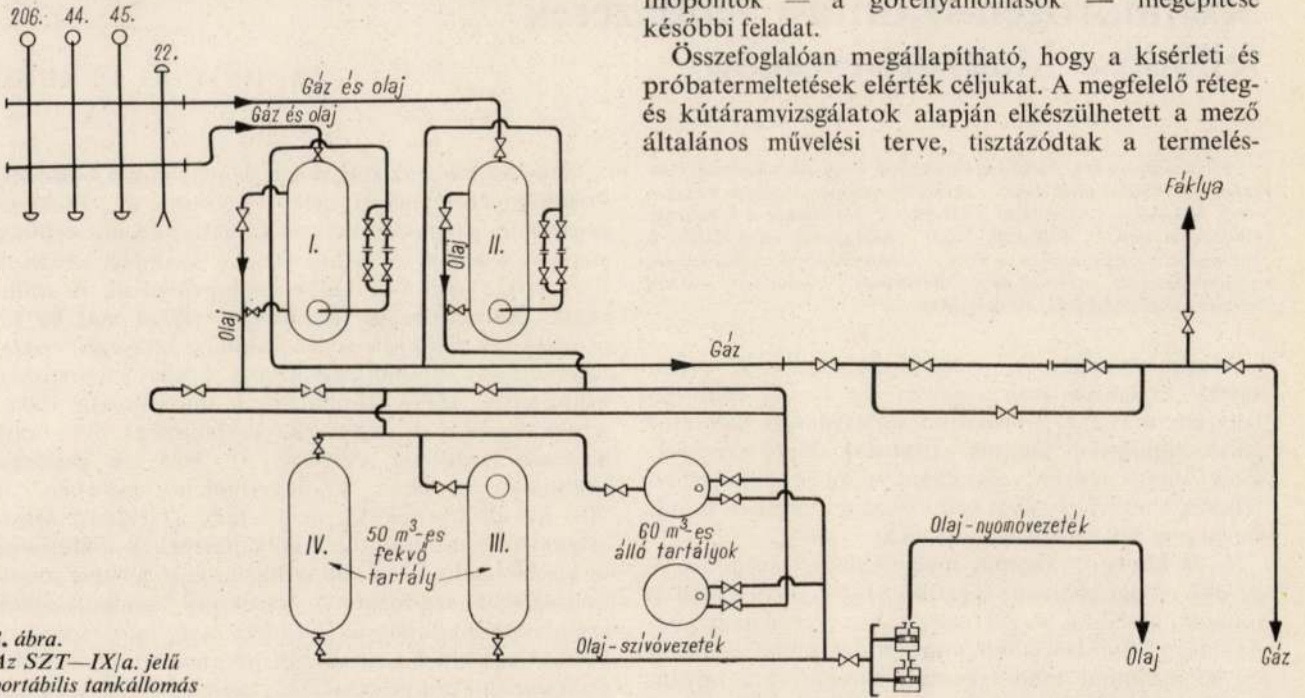 206. 44. 45.
22.
Gáz és olaj
Gáz és olaj
I.
II.
Olaj
Olaj
Gáz
Fáklya
IV.
50 m³-es
fekvő
tartály
III.
60 m³-es
álló tartályok
Olaj-nyomóvezeték
Olaj-szívóvezeték
Olaj
Gáz
ábra.
Az SZT—IX/a. jelű
portábilis tankállomás
— a — megépítése
későbbi feladat.
Összefoglalóan megállapítható, hogy a kísérleti és
próbatermeltetések elérték céljukat. A megfelelő réteg-
és kútáramvizsgálatok alapján elkészülhetett a mező
általános művelési terve, tisztázódtak a termelés-